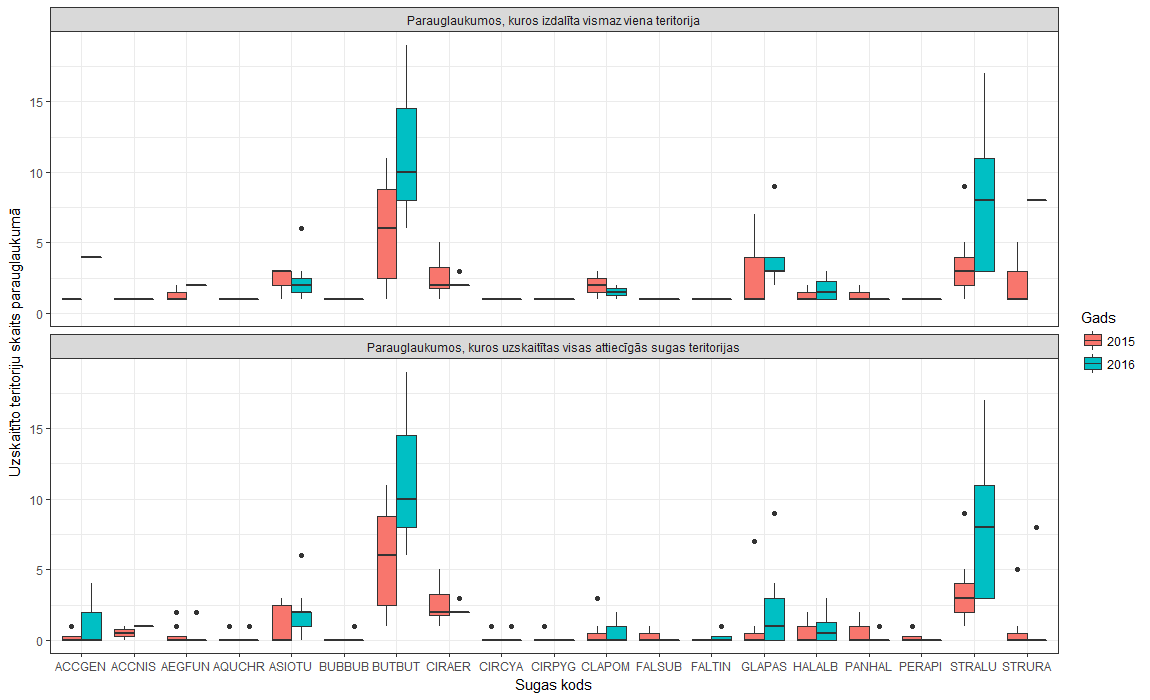 Parauglaukumos, kuros izdalīta vismaz viena teritorija
15
10
5
0
Parauglaukumos, kuros uzskaitītas visas attiecīgās sugas teritorijas
15
10
5
0
Uzskaitīto teritoriju skaits parauglaukumā
ACCGEN ACCNIS AEGFUN AQUCHR ASIOTU BUBBUB BUTBUT CIRAER CIRCYA CIRPYG CLAPOM FALSUB FALTIN GLAPAS HALALB PANHAL PERAPI STRALU STRURA
Sugas kods
Gads
2015
2016